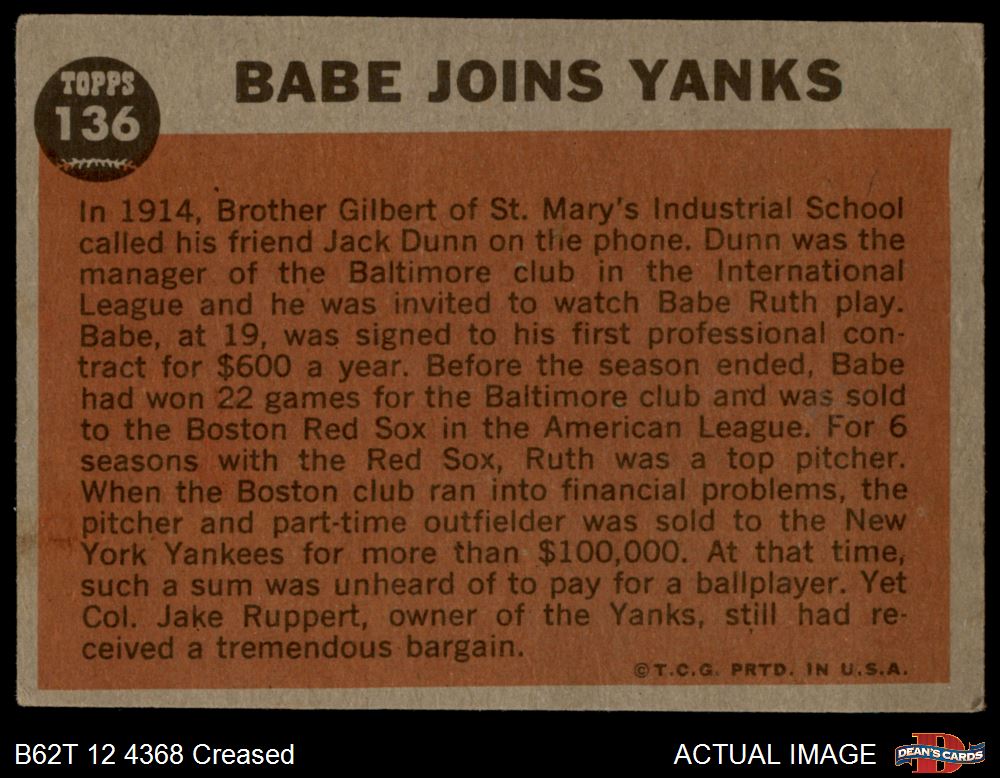 TOPPS
136
BABE JOINS YANKS
In 1914, Brother Gilbert of St. Mary's Industrial School
called his friend Jack Dunn on the phone. Dunn was the
manager of the Baltimore club in the International
League and he was invited to watch Babe Ruth play.
Babe, at 19, was signed to his first professional con-
tract for $600 a year. Before the season ended, Babe
had won 22 games for the Baltimore club and was sold
to the Boston Red Sox in the American League. For 6
seasons with the Red Sox, Ruth was a top pitcher.
When the Boston club ran into financial problems, the
pitcher and part-time outfielder was sold to the New
York Yankees for more than $100,000. At that time,
such a sum was unheard of to pay for a ballplayer. Yet
Col. Jake Ruppert, owner of the Yanks, still had re-
ceived a tremendous bargain.
©T.C.G. PRTD. IN U.S.A.
B62T 12 4368 Creased
ACTUAL IMAGE
DEAN'S CARDS